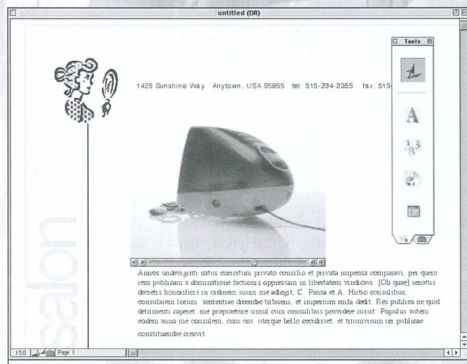 untitled (DR)
Tools
1425 Sunshine Way Anytown, USA 95855 tel: 515-234-2355 fax: 515-
A
salon
Annos undeviginti natus exercitum privato consilio et privata impensa comparavi, per quem
rem publicam a dominatione factionis oppressam in libertatem vindicavi. [Ob quae] senatus
decretis honorificis in ordinem suum me adlegit, C. Pansa et A. Hirtio consulibus,
consularem locum sententiae dicendae tribuens, et imperium mihi dedit. Res publica ne quid
detrimenti caperet, me propraetore simul cum consulibus providere iussit. Populus autem
eodem anno me consulem, cum cos. uterque bello cecidisset, et triumvirum rei publicae
constituendae creavit.
150
Page 1